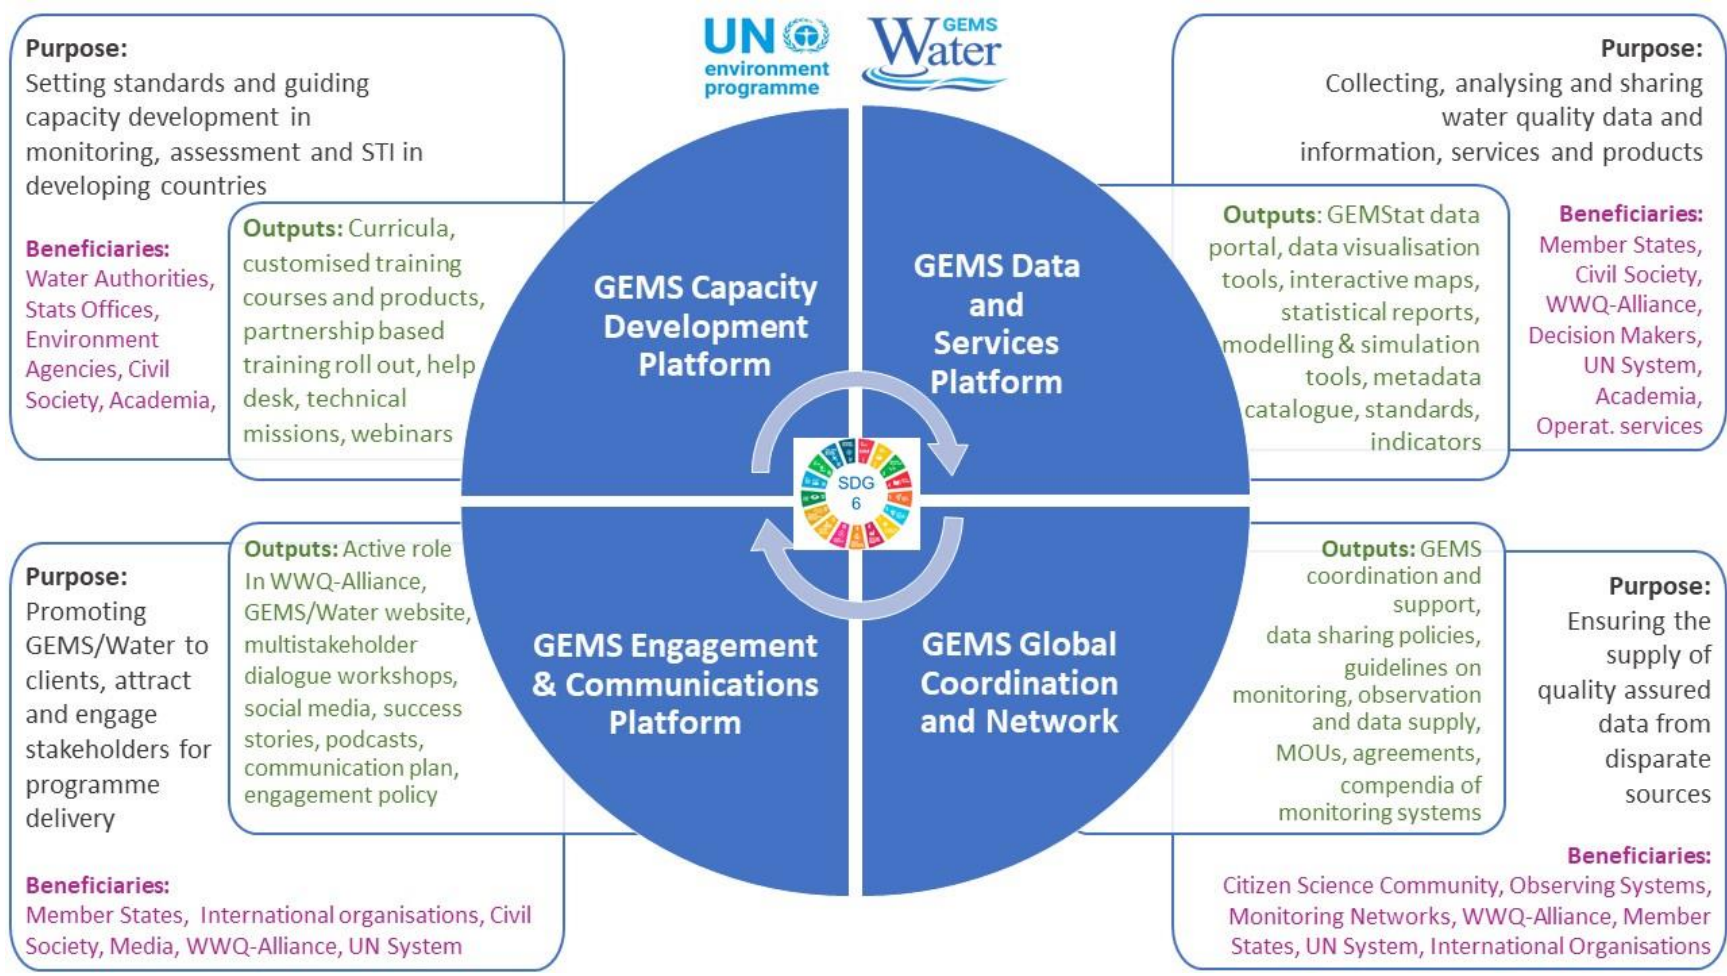 UN
environment
programme
GEMS
Water
Purpose:
Setting standards and guiding
capacity development in
monitoring, assessment and STI in
developing countries
Beneficiaries:
Water Authorities,
Stats Offices,
Environment
Agencies, Civil
Society, Academia,
Outputs: Curricula,
customised training
courses and products,
partnership based
training roll out, help
desk, technical
missions, webinars
GEMS Capacity
Development
Platform
GEMS Data
and
Services
Platform
Purpose:
Collecting, analysing and sharing
water quality data and
information, services and products
Outputs: GEMStat data
portal, data visualisation
tools, interactive maps,
statistical reports,
modelling & simulation
tools, metadata
catalogue, standards,
indicators
Beneficiaries:
Member States,
Civil Society,
WWQ-Alliance,
Decision Makers,
UN System,
Academia,
Operat. services
SDG
6
Purpose:
Promoting
GEMS/Water to
clients, attract
and engage
stakeholders for
programme
delivery
Outputs: Active role
In WWQ-Alliance,
GEMS/Water website,
multistakeholder
dialogue workshops,
social media, success
stories, podcasts,
communication plan,
engagement policy
Beneficiaries:
Member States, International organisations, Civil
Society, Media, WWQ-Alliance, UN System
GEMS Engagement
& Communications
Platform
GEMS Global
Coordination
and Network
Outputs: GEMS
coordination and
support,
data sharing policies,
guidelines on
monitoring, observation
and data supply,
MOUs, agreements,
compendia of
monitoring systems
Purpose:
Ensuring the
supply of
quality assured
data from
disparate
sources
Beneficiaries:
Citizen Science Community, Observing Systems,
Monitoring Networks, WWQ-Alliance, Member
States, UN System, International Organisations